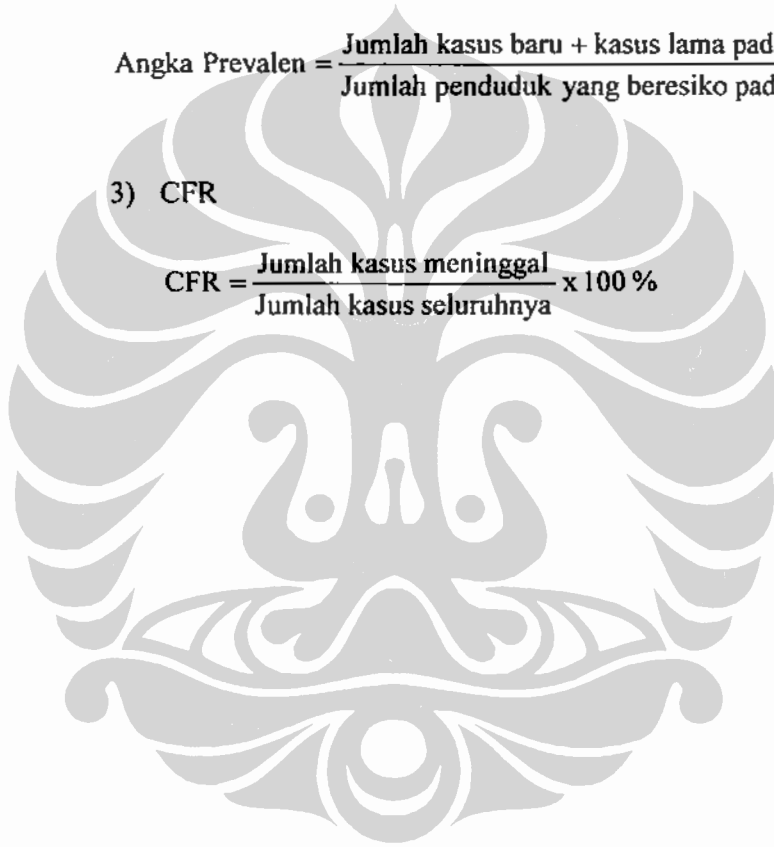 Angka Prevalen = Jumlah kasus baru + kasus lama pad
Jumlah penduduk yang beresiko pad
3) CFR
CFR = Jumlah kasus meninggal x 100 %
Jumlah kasus seluruhnya